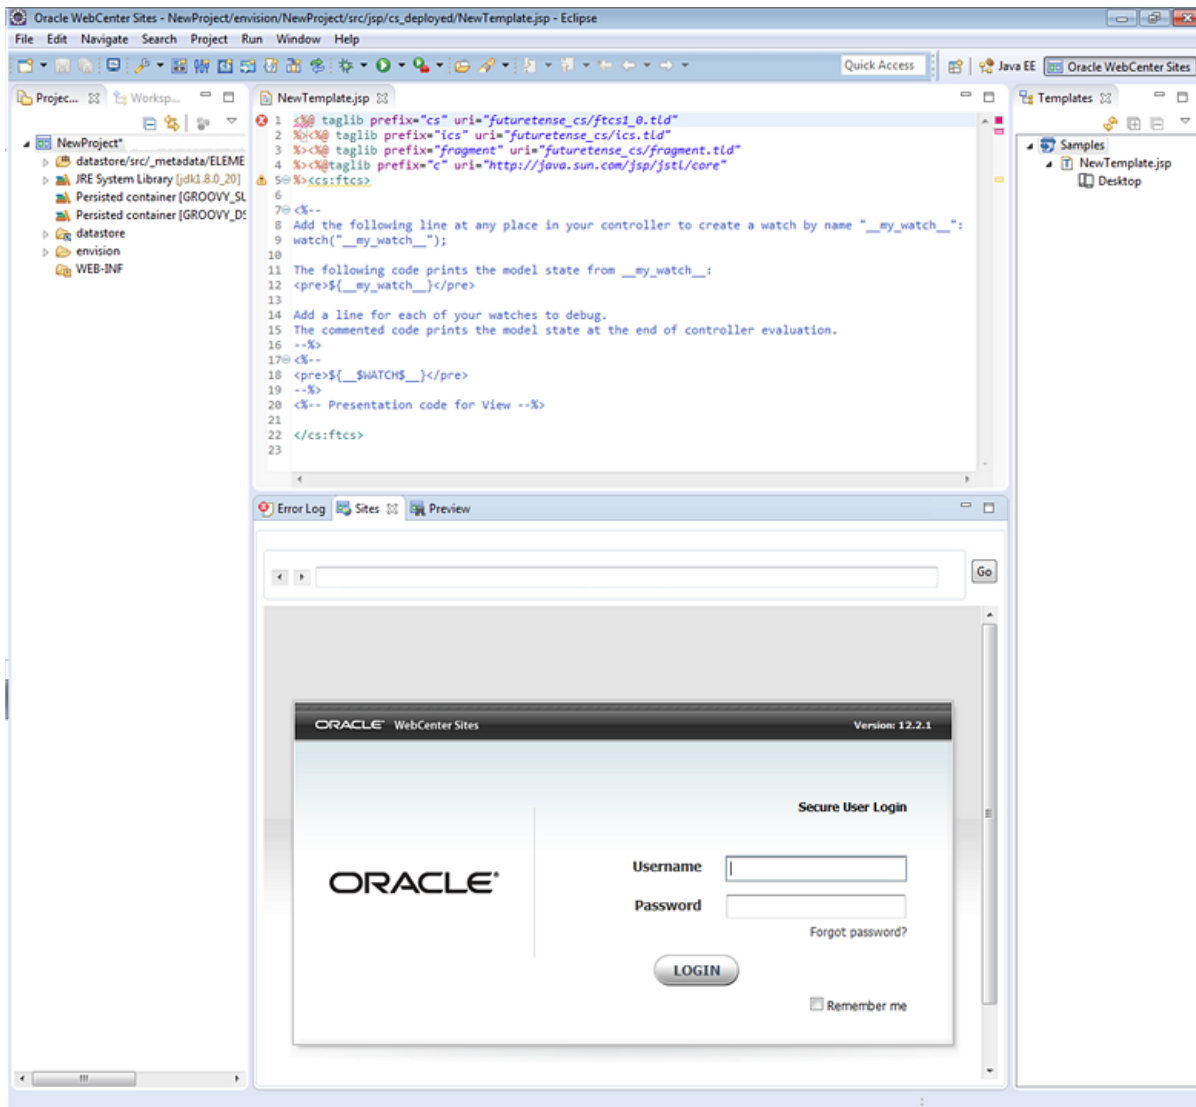 Oracle WebCenter Sites - NewProject/envision/NewProject/src/jsp/cs_deployed/NewTemplate.jsp - Eclipse
File Edit Navigate Search Project Run Window Help
Quick Access
Java EE
Oracle WebCenter Sites
Projec...
Worksp...
NewProject*
datastore/src/_metadata/ELEME
JRE System Library [jdk1.8.0_20]
Persisted container [GROOVY_SU
Persisted container [GROOVY_DS
datastore
envision
WEB-INF
NewTemplate.jsp
1 <%@ taglib prefix="cs" uri="futuretense_cs/ftcs1_0.tld"
2 %><%@ taglib prefix="ics" uri="futuretense_cs/ics.tld"
3 %><%@ taglib prefix="fragment" uri="futuretense_cs/fragment.tld"
4 %><%@taglib prefix="c" uri="http://java.sun.com/jsp/jstl/core"
5 %><cs:ftcs>
6
7 <%--
8 Add the following line at any place in your controller to create a watch by name "__my_watch__":
9 watch("__my_watch__");
10
11 The following code prints the model state from __my_watch__:
12 <pre>${__my_watch__}</pre>
13
14 Add a line for each of your watches to debug.
15 The commented code prints the model state at the end of controller evaluation.
16 --%>
17 <%--
18 <pre>${__$WATCH$__}</pre>
19 --%>
20 <%-- Presentation code for View --%>
21
22 </cs:ftcs>
23
Templates
Samples
NewTemplate.jsp
Desktop
Error Log
Sites
Preview
Go
ORACLE WebCenter Sites
Version: 12.2.1
Secure User Login
ORACLE
Username
Password
Forgot password?
LOGIN
Remember me